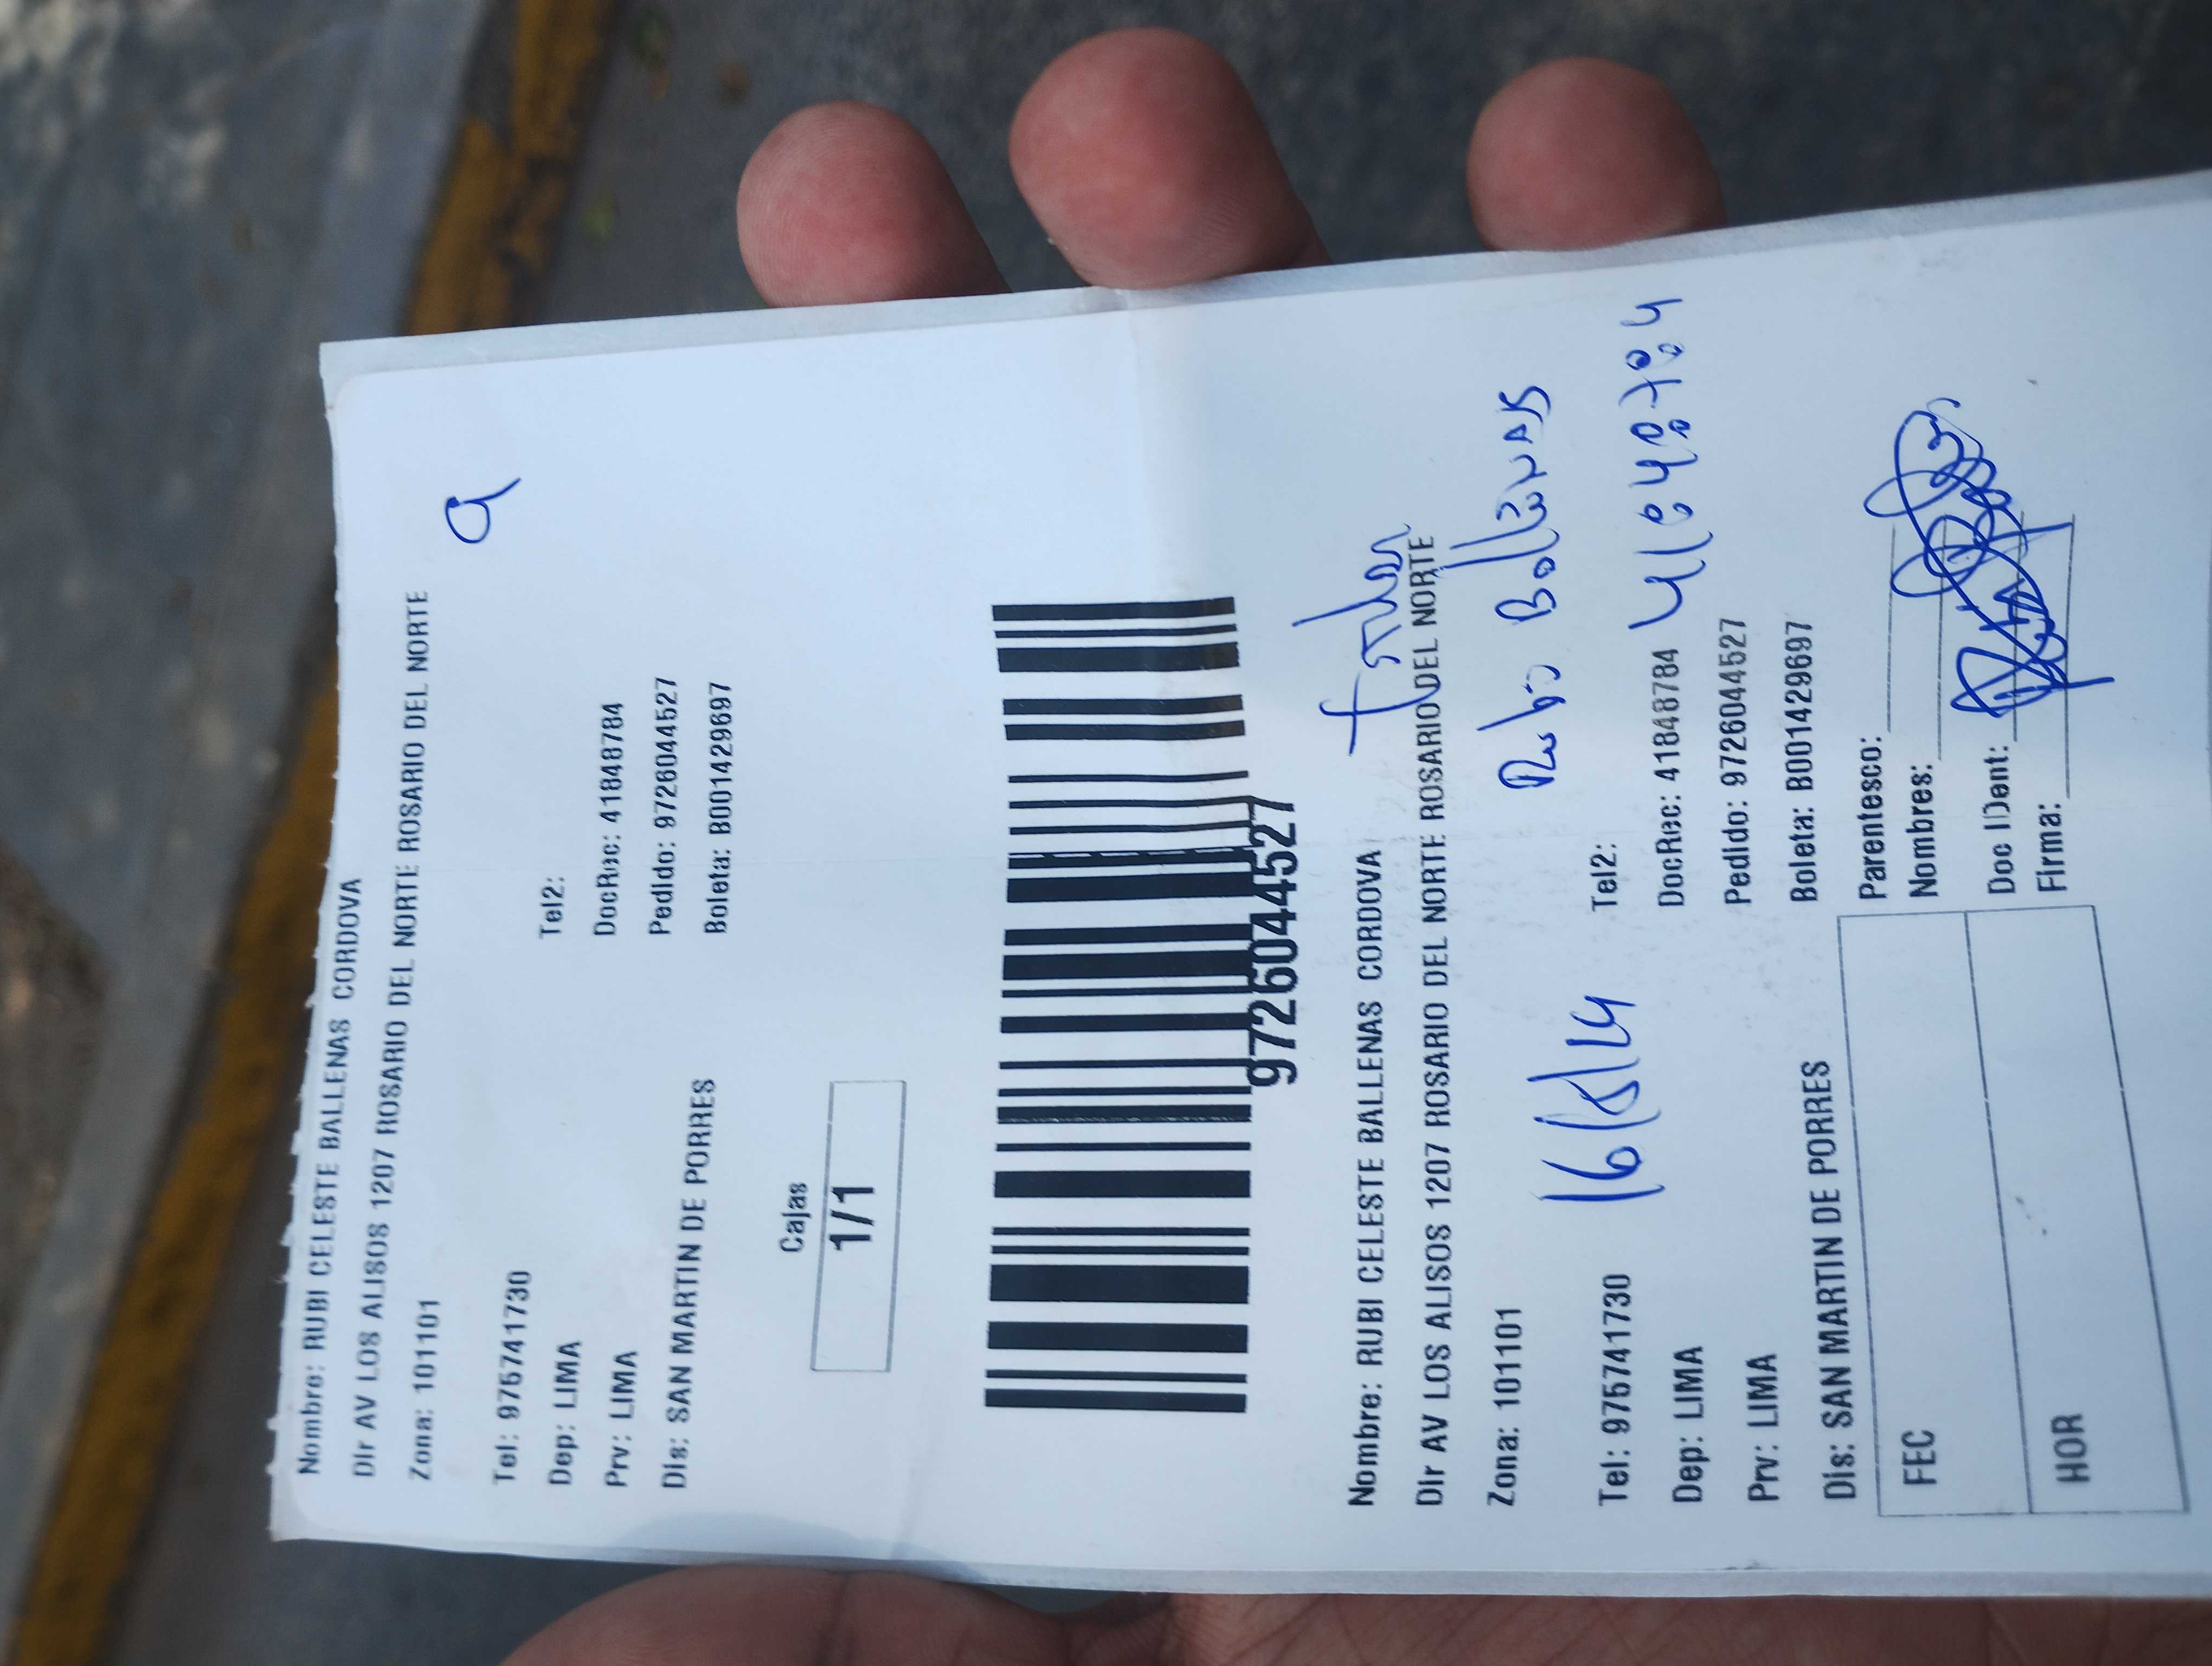 Nombre: RUBI CELESTE BALLENAS CORDOVA
Dir AV LOS ALISOS 1207 ROSARIO DEL NORTE ROSARIO DEL NORTE
Zona: 101101
Tel: 975741730 Tel2:
Dep: LIMA DocRec: 41848784
Prv: LIMA Pedido: 9726044527
Dis: SAN MARTIN DE PORRES Boleta: B001429697
Cajas
1/1
9726044527
Nombre: RUBI CELESTE BALLENAS CORDOVA
Dir AV LOS ALISOS 1207 ROSARIO DEL NORTE ROSARIO DEL NORTE
Zona: 101101
Rubi Ballenas
Tel: 975741730 Tel2:
Dep: LIMA DocRec: 41848784
Prv: LIMA Pedido: 9726044527
Dis: SAN MARTIN DE PORRES Boleta: B001429697
FEC
HOR
Parentesco:
Nombres:
Doc IDent:
Firma: